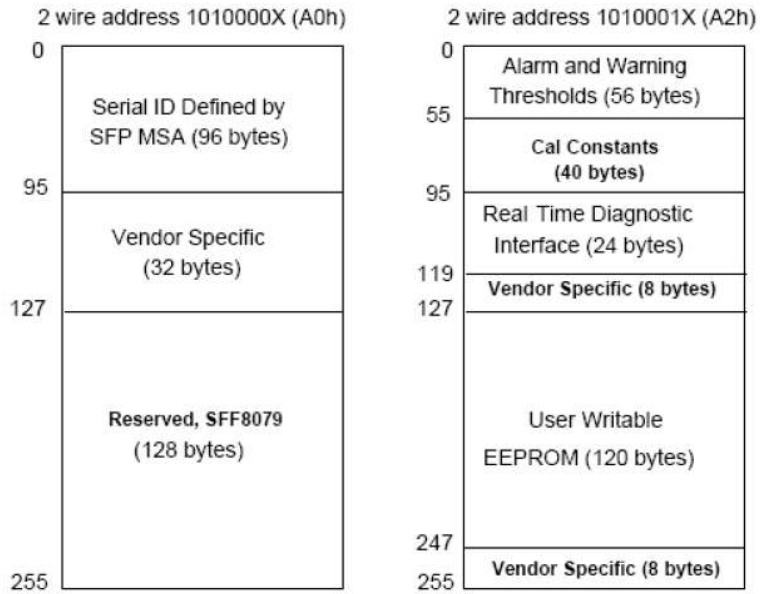 2 wire address 1010000X (A0h)
0
Serial ID Defined by
SFP MSA (96 bytes)
95
Vendor Specific
(32 bytes)
127
Reserved, SFF8079
(128 bytes)
255
2 wire address 1010001X (A2h)
0
Alarm and Warning
Thresholds (56 bytes)
55
Cal Constants
(40 bytes)
95
Real Time Diagnostic
Interface (24 bytes)
119
Vendor Specific (8 bytes)
127
User Writable
EEPROM (120 bytes)
247
Vendor Specific (8 bytes)
255